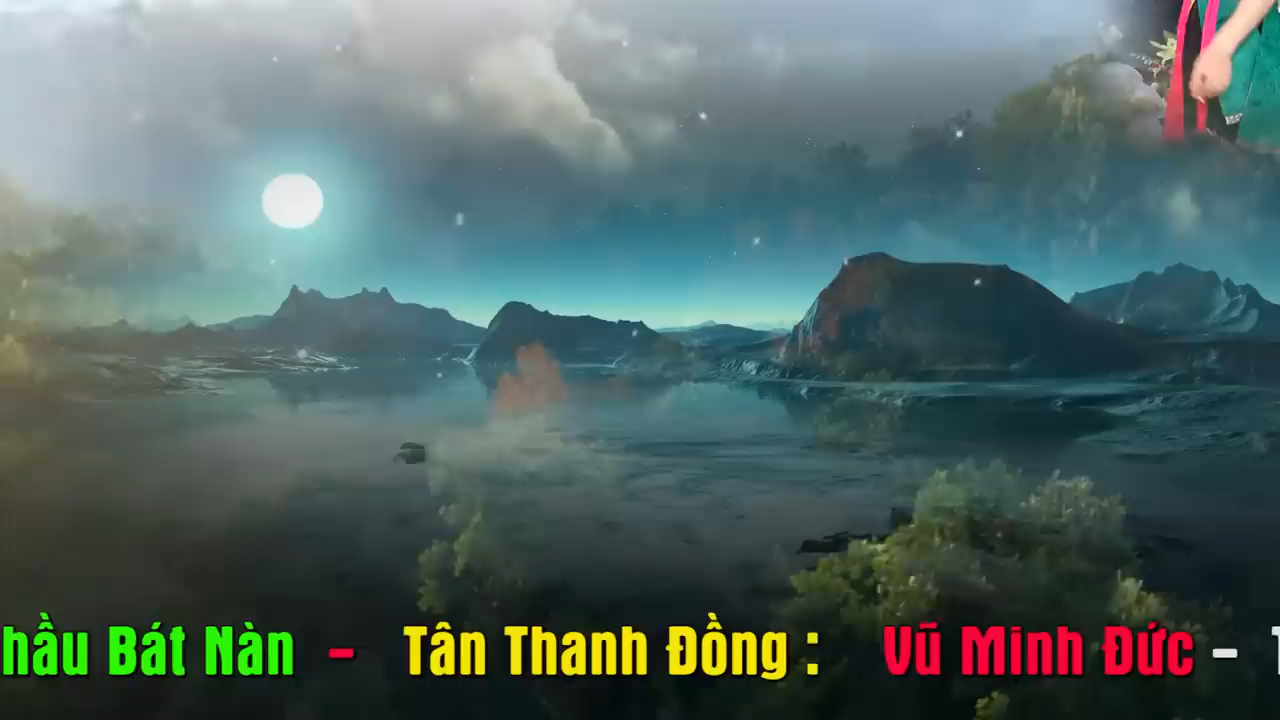 hầu Bát Nàn - Tân Thanh Đồng : Vũ Minh Đức -